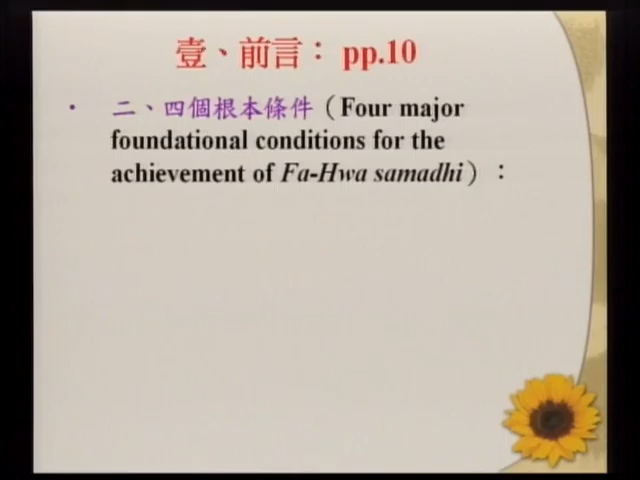 壹、前言：pp.10
• 二、四個根本條件（Four major
foundational conditions for the
achievement of Fa-Hwa samadhi）：